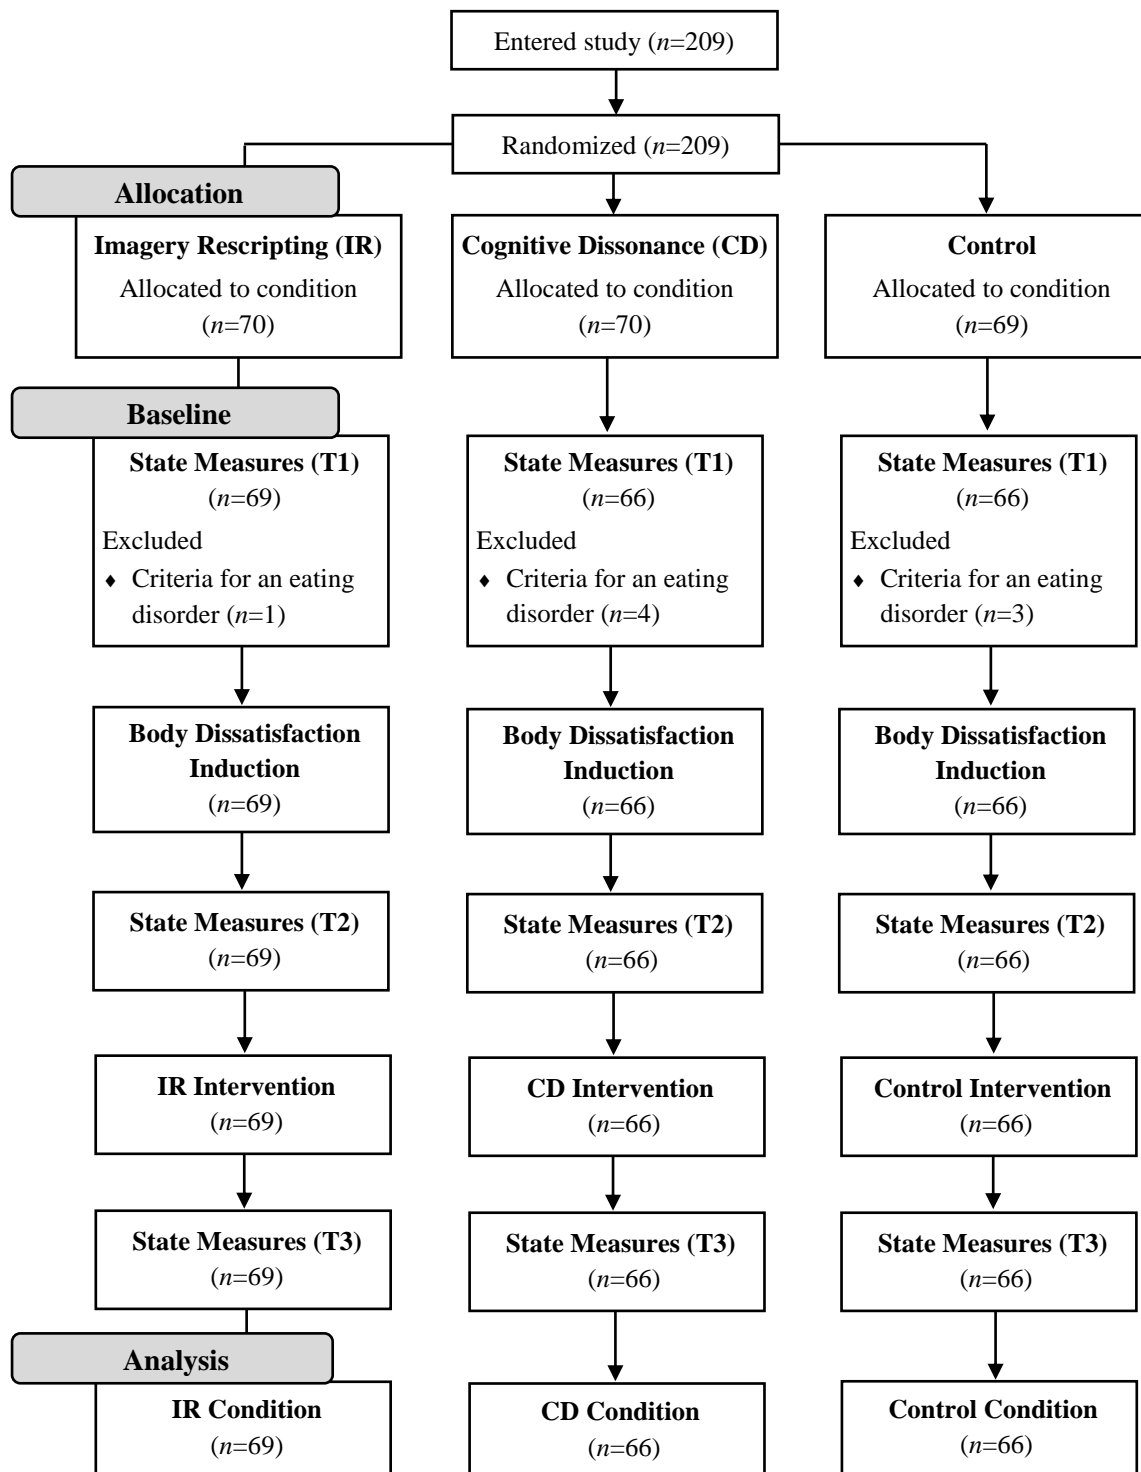 Entered study (n=209)
Randomized (n=209)
Allocation
Imagery Rescripting (IR)
Allocated to condition
(n=70)
Cognitive Dissonance (CD)
Allocated to condition
(n=70)
Control
Allocated to condition
(n=69)
Baseline
State Measures (T1)
(n=69)
Excluded
♦ Criteria for an eating
disorder (n=1)
State Measures (T1)
(n=66)
Excluded
♦ Criteria for an eating
disorder (n=4)
State Measures (T1)
(n=66)
Excluded
♦ Criteria for an eating
disorder (n=3)
Body Dissatisfaction
Induction
(n=69)
Body Dissatisfaction
Induction
(n=66)
Body Dissatisfaction
Induction
(n=66)
State Measures (T2)
(n=69)
State Measures (T2)
(n=66)
State Measures (T2)
(n=66)
IR Intervention
(n=69)
CD Intervention
(n=66)
Control Intervention
(n=66)
State Measures (T3)
(n=69)
State Measures (T3)
(n=66)
State Measures (T3)
(n=66)
Analysis
IR Condition
(n=69)
CD Condition
(n=66)
Control Condition
(n=66)